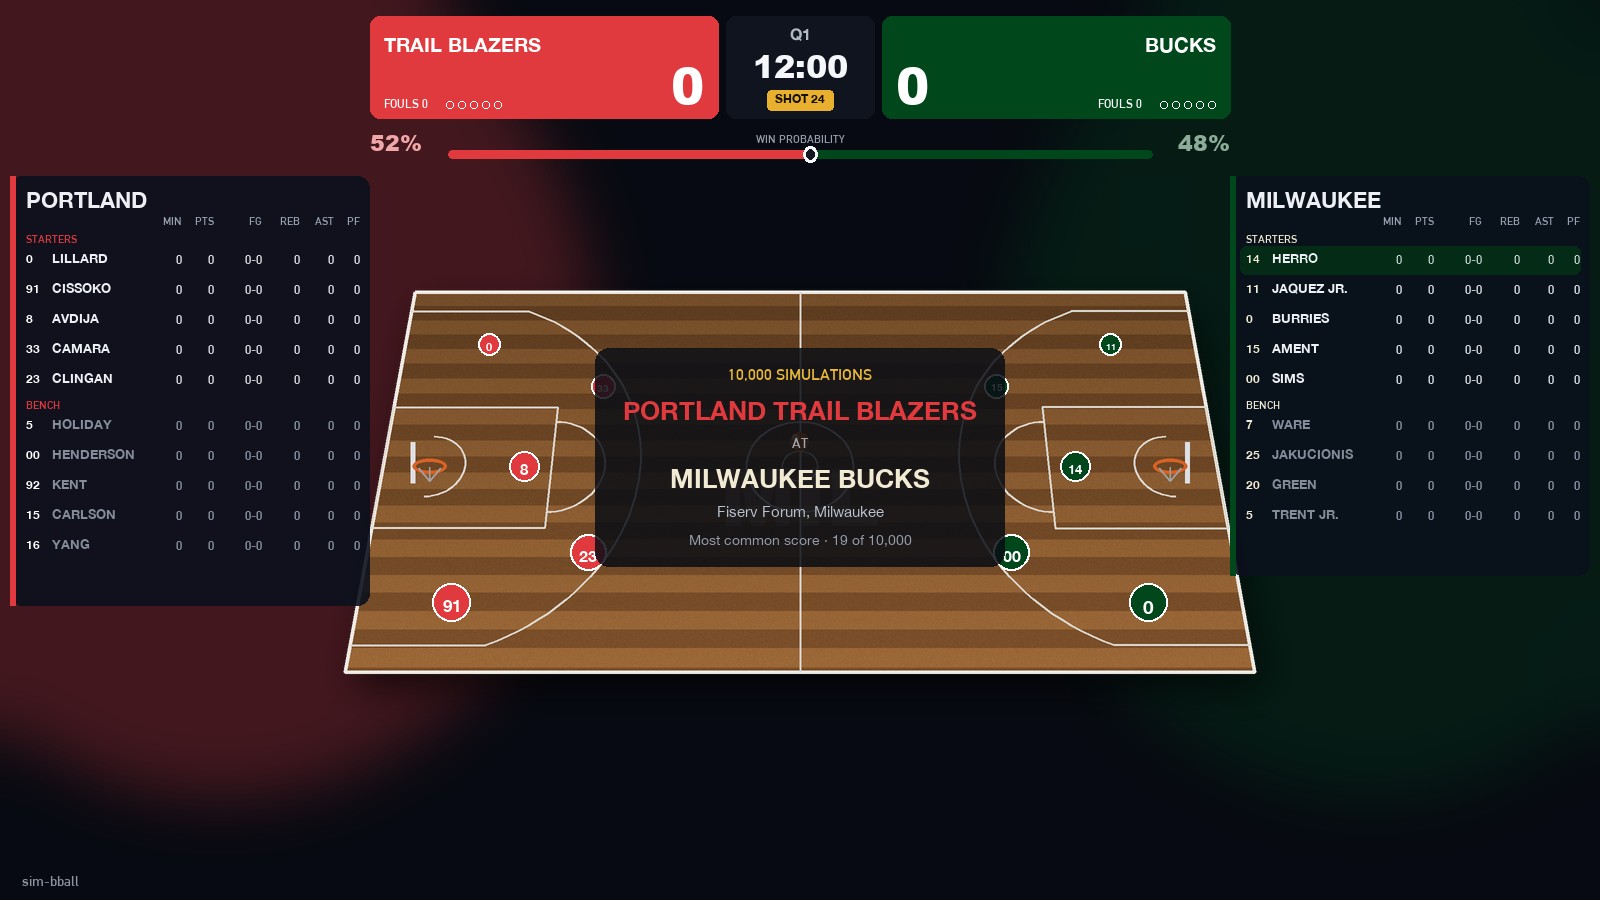 TRAIL BLAZERS
0
FOULS 0
Q1
12:00
SHOT 24
BUCKS
0
FOULS 0
52%
WIN PROBABILITY
48%
PORTLAND
MIN PTS FG REB AST PF
STARTERS
0 LILLARD 0 0 0-0 0 0 0
91 CISSOKO 0 0 0-0 0 0 0
8 AVDIJA 0 0 0-0 0 0 0
33 CAMARA 0 0 0-0 0 0 0
23 CLINGAN 0 0 0-0 0 0 0
BENCH
5 HOLIDAY 0 0 0-0 0 0 0
00 HENDERSON 0 0 0-0 0 0 0
92 KENT 0 0 0-0 0 0 0
15 CARLSON 0 0 0-0 0 0 0
16 YANG 0 0 0-0 0 0 0
MILWAUKEE
MIN PTS FG REB AST PF
STARTERS
14 HERRO 0 0 0-0 0 0 0
11 JAQUEZ JR. 0 0 0-0 0 0 0
0 BURRIES 0 0 0-0 0 0 0
15 AMENT 0 0 0-0 0 0 0
00 SIMS 0 0 0-0 0 0 0
BENCH
7 WARE 0 0 0-0 0 0 0
25 JAKUCIONIS 0 0 0-0 0 0 0
20 GREEN 0 0 0-0 0 0 0
5 TRENT JR. 0 0 0-0 0 0 0
0
11
33
15
8
14
23
00
91
0
10,000 SIMULATIONS
PORTLAND TRAIL BLAZERS
AT
MILWAUKEE BUCKS
Fiserv Forum, Milwaukee
Most common score · 19 of 10,000
sim-bball